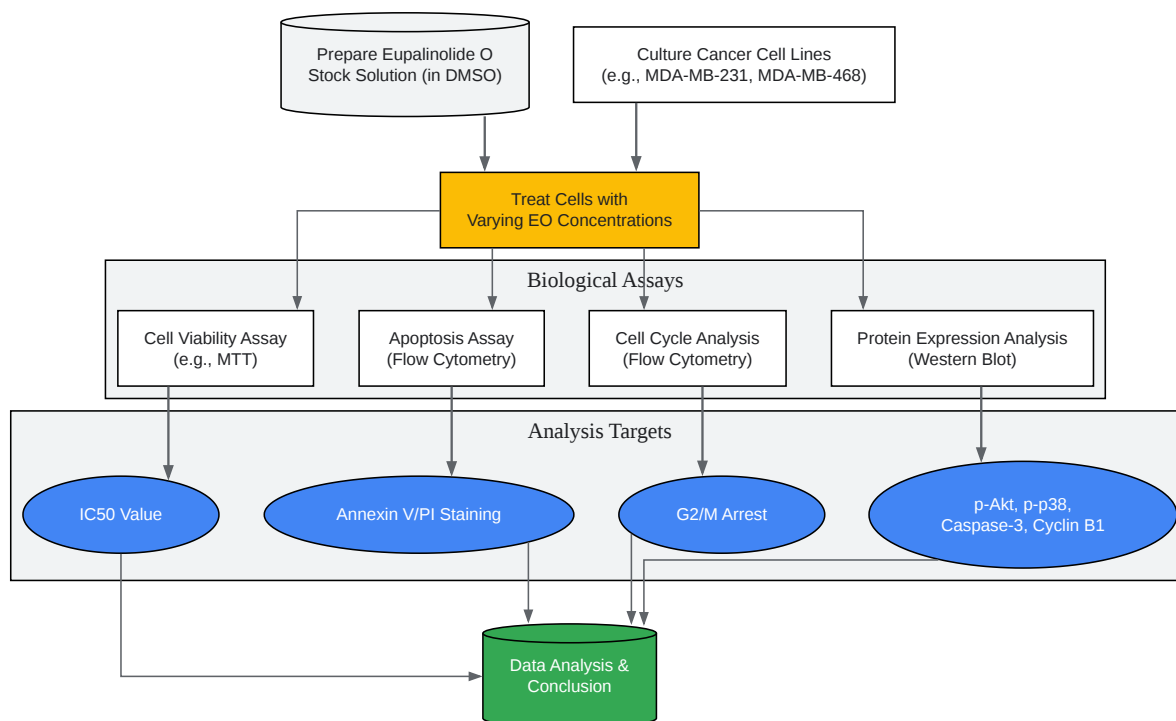 Prepare Eupalinolide O
Stock Solution (in DMSO)
Culture Cancer Cell Lines
(e.g., MDA-MB-231, MDA-MB-468)
Treat Cells with
Varying EO Concentrations
Biological Assays
Cell Viability Assay
(e.g., MTT)
Apoptosis Assay
(Flow Cytometry)
Cell Cycle Analysis
(Flow Cytometry)
Protein Expression Analysis
(Western Blot)
Analysis Targets
IC50 Value
Annexin V/PI Staining
G2/M Arrest
p-Akt, p-p38,
Caspase-3, Cyclin B1
Data Analysis &
Conclusion